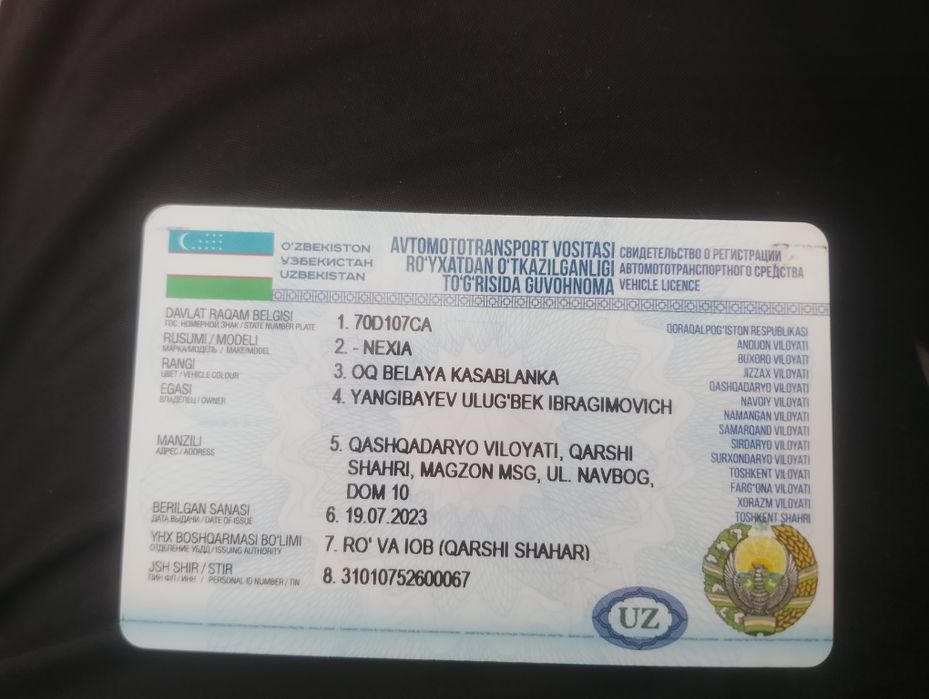 O'ZBEKISTON
ЎЗБЕКИСТАН
UZBEKISTAN
AVTOMOTOTRANSPORT VOSITASI
RO'YXATDAN O'TKAZILGANLIGI
TO'G'RISIDA GUVOHNOMA
СВИДЕТЕЛЬСТВО О РЕГИСТРАЦИИ
АВТОМОТОТРАНСПОРТНОГО СРЕДСТВА
VEHICLE LICENCE
DAVLAT RAQAM BELGISI
ГОС. НОМЕРНОЙ ЗНАК / STATE NUMBER PLATE
1. 70D107CA
RUSUMI / MODELI
МАРКА/МОДЕЛЬ / MAKE/MODEL
2. - NEXIA
RANGI
ЦВЕТ / VEHICLE COLOUR
3. OQ BELAYA KASABLANKA
EGASI
ВЛАДЕЛЕЦ / OWNER
4. YANGIBAYEV ULUG'BEK IBRAGIMOVICH
MANZILI
АДРЕС / ADDRESS
5. QASHQADARYO VILOYATI, QARSHI
SHAHRI, MAGZON MSG, UL. NAVBOG,
DOM 10
BERILGAN SANASI
ДАТА ВЫДАЧИ / DATE OF ISSUE
6. 19.07.2023
YHX BOSHQARMASI BO'LIMI
ОТДЕЛЕНИЕ УБДД / ISSUING AUTHORITY
7. RO' VA IOB (QARSHI SHAHAR)
JSH SHIR / STIR
ПИН ФЛ / ИНН / PERSONAL ID NUMBER / TIN
8. 31010752600067
QORAQALPOG'ISTON RESPUBLIKASI
ANDIJON VILOYATI
BUXORO VILOYATI
JIZZAX VILOYATI
QASHQADARYO VILOYATI
NAVOIY VILOYATI
NAMANGAN VILOYATI
SAMARQAND VILOYATI
SIRDARYO VILOYATI
SURXONDARYO VILOYATI
TOSHKENT VILOYATI
FARG'ONA VILOYATI
XORAZM VILOYATI
TOSHKENT SHAHRI
UZ